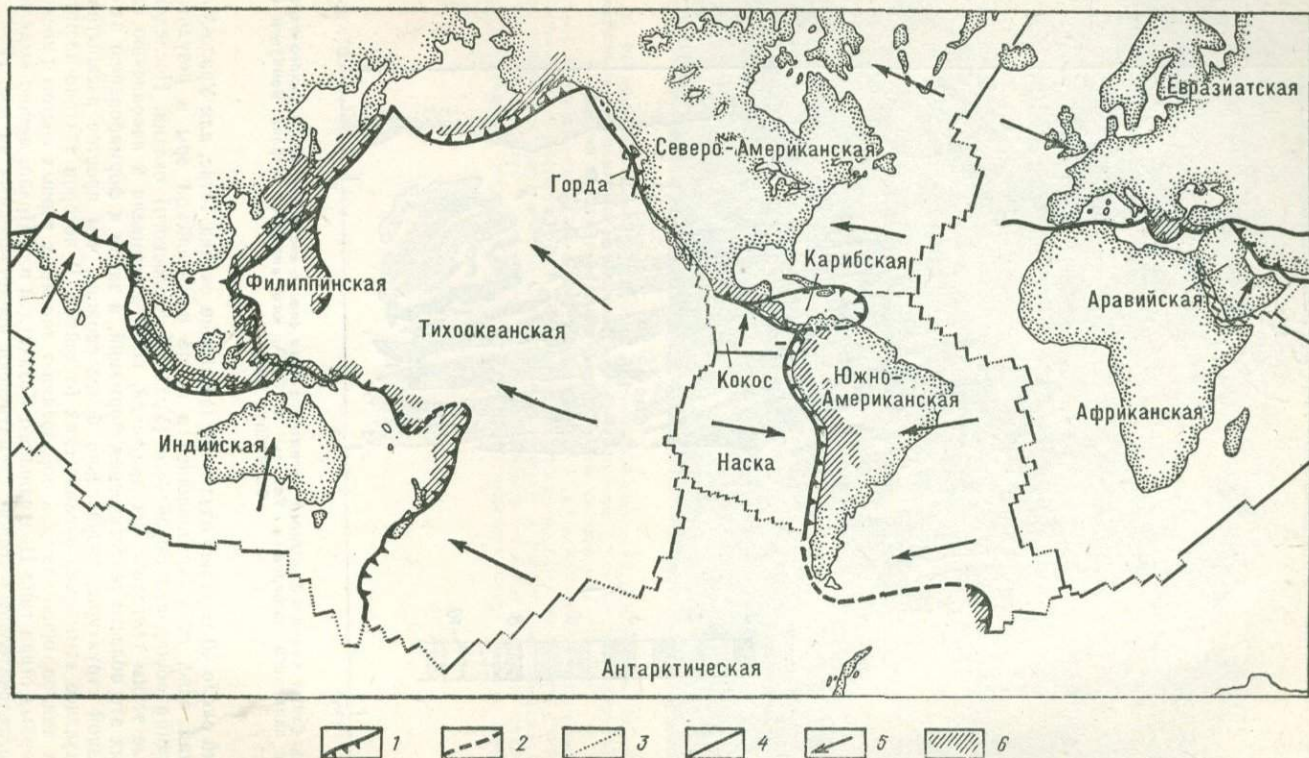 Евразиатская
Северо-Американская
Горда
Карибская
Филиппинская
Аравийская
Тихоокеанская
Кокос
Южно-
Американская
Африканская
Индийская
Наска
Антарктическая
1 2 3 4 5 6